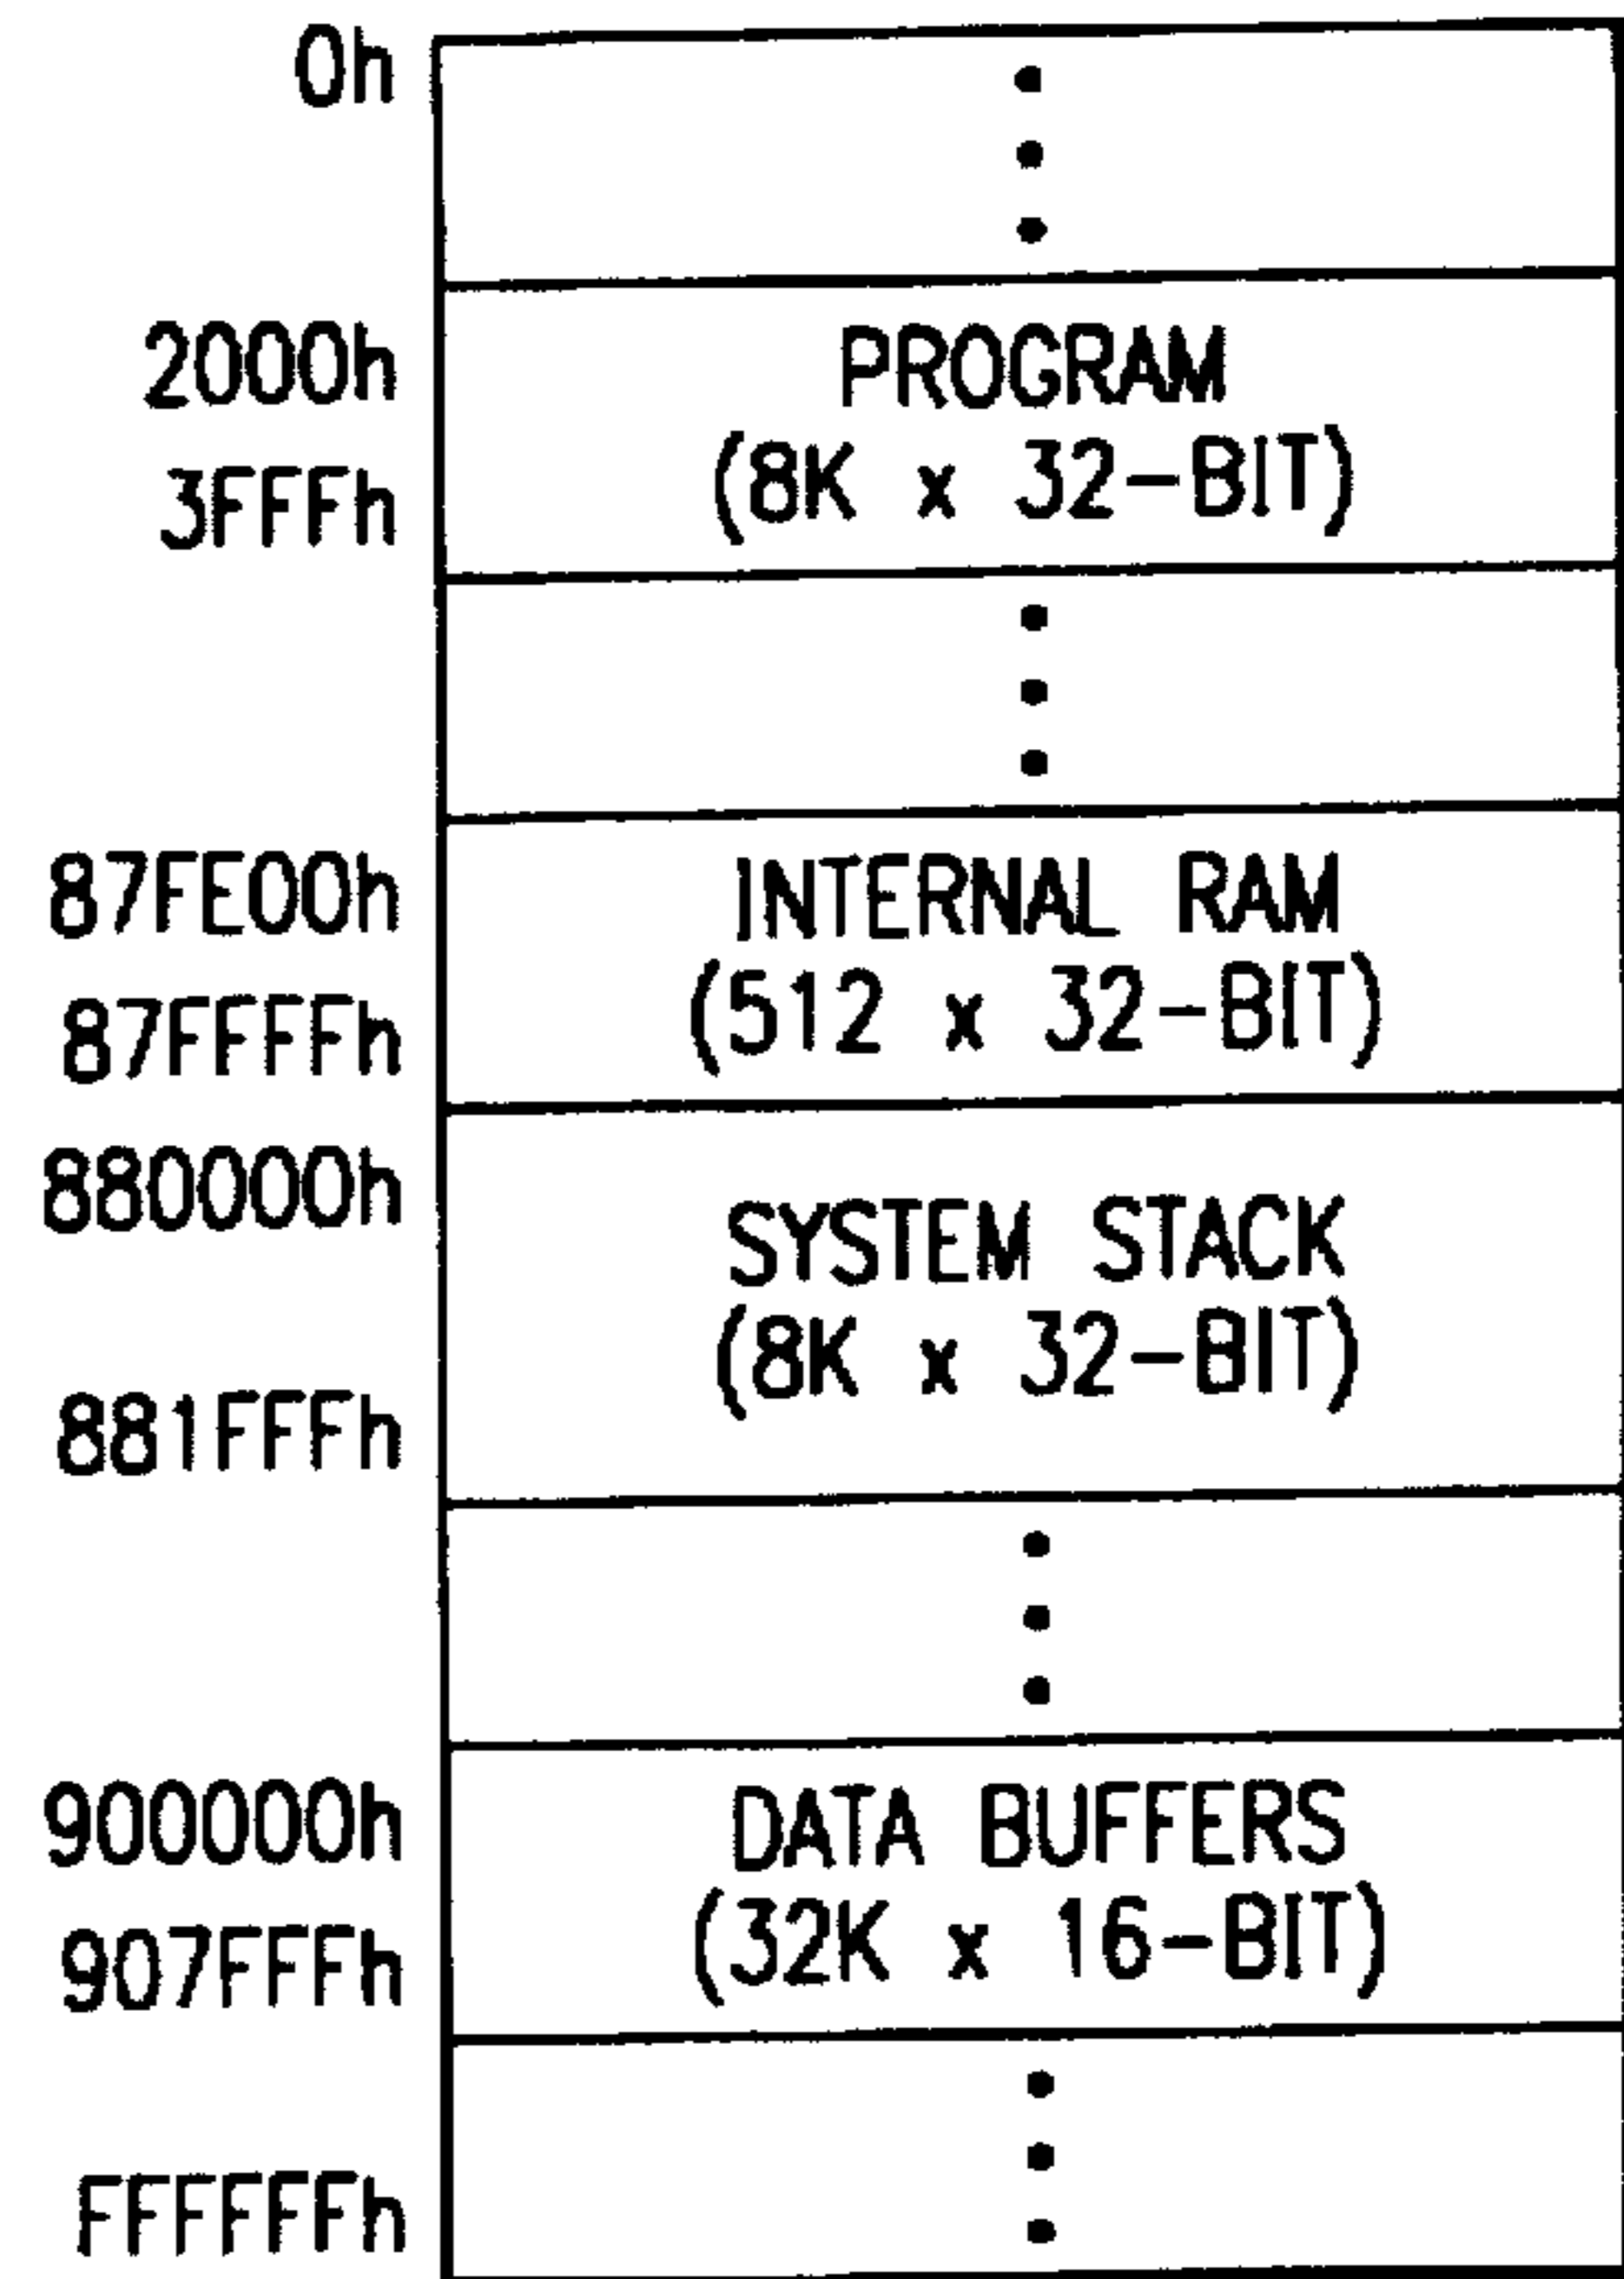 0h
2000h PROGRAM
3FFFh (8K x 32-BIT)
87FE00h INTERNAL RAM
87FFFFh (512 x 32-BIT)
880000h
SYSTEM STACK
(8K x 32-BIT)
881FFFh
900000h DATA BUFFERS
907FFFh (32K x 16-BIT)
FFFFFFh